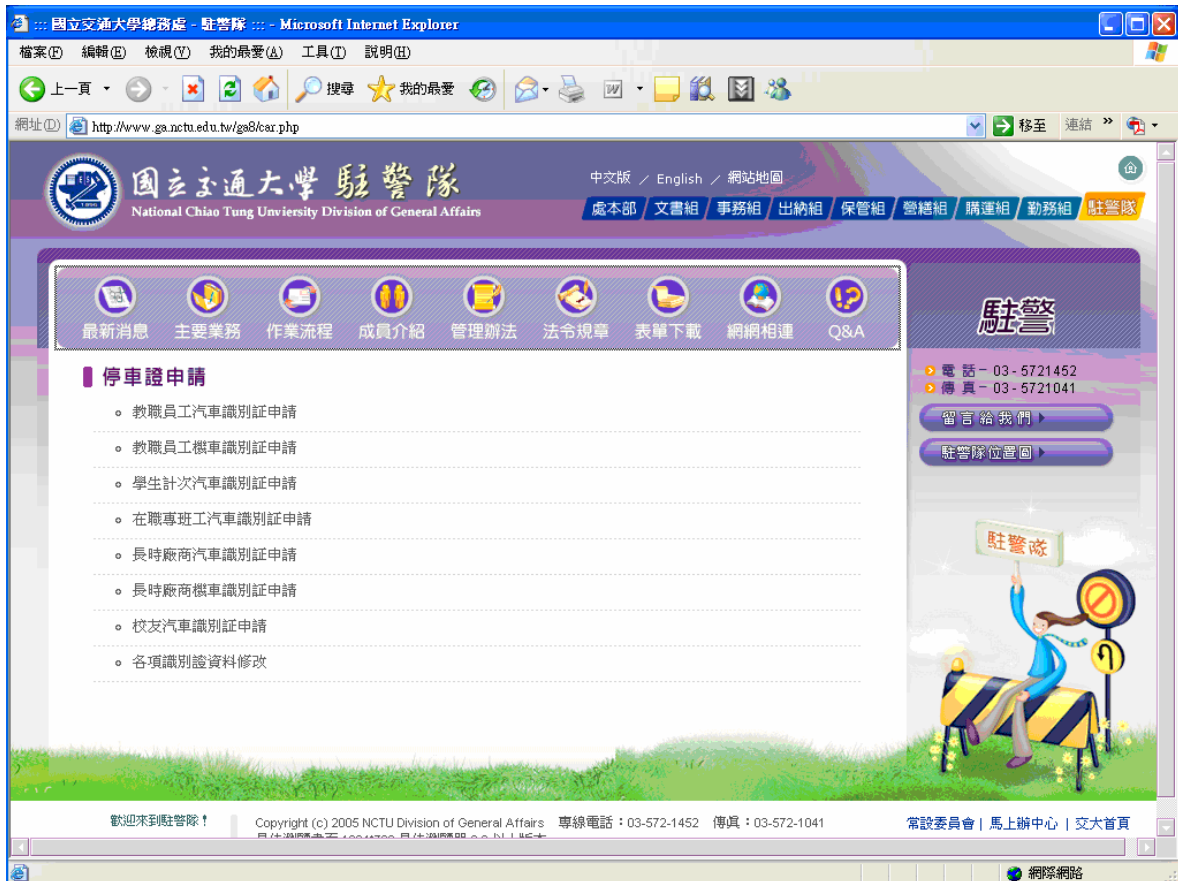 ::: 國立交通大學總務處 - 駐警隊 ::: - Microsoft Internet Explorer
檔案(F) 編輯(E) 檢視(V) 我的最愛(A) 工具(T) 說明(H)
上一頁 搜尋 我的最愛
網址(D) http://www.ga.nctu.edu.tw/ga8/car.php 移至 連結 »
國立交通大學 駐警隊
National Chiao Tung Unviersity Division of General Affairs
中文版 / English / 網站地圖
處本部 / 文書組 / 事務組 / 出納組 / 保管組 / 營繕組 / 購運組 / 勤務組 / 駐警隊
最新消息 主要業務 作業流程 成員介紹 管理辦法 法令規章 表單下載 網網相連 Q&A
駐警
電 話 - 03 - 5721452
傳 真 - 03 - 5721041
留言給我們
駐警隊位置圖
停車證申請
教職員工汽車識別証申請
教職員工機車識別証申請
學生計次汽車識別証申請
在職專班工汽車識別証申請
長時廠商汽車識別証申請
長時廠商機車識別証申請
校友汽車識別証申請
各項識別證資料修改
駐警隊
歡迎來到駐警隊！
Copyright (c) 2005 NCTU Division of General Affairs 專線電話：03-572-1452 傳真：03-572-1041
常設委員會 | 馬上辦中心 | 交大首頁
網際網路